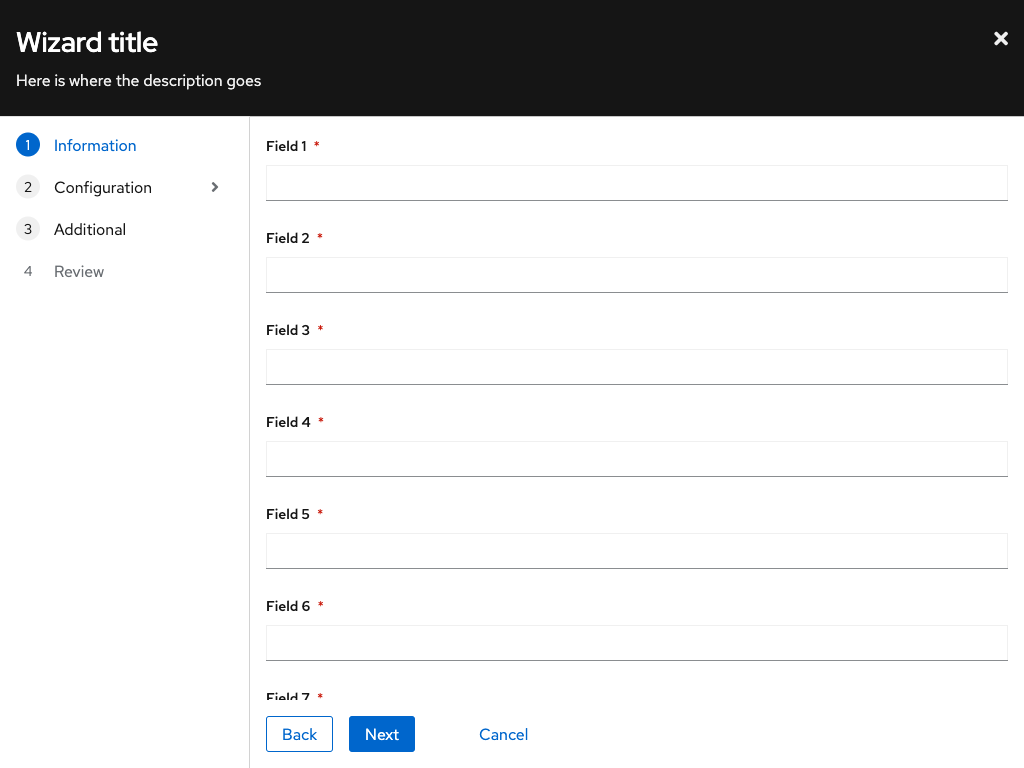 Wizard title
Here is where the description goes
1 Information
2 Configuration
3 Additional
4 Review
Field 1 *
Field 2 *
Field 3 *
Field 4 *
Field 5 *
Field 6 *
Field 7 *
Back Next Cancel